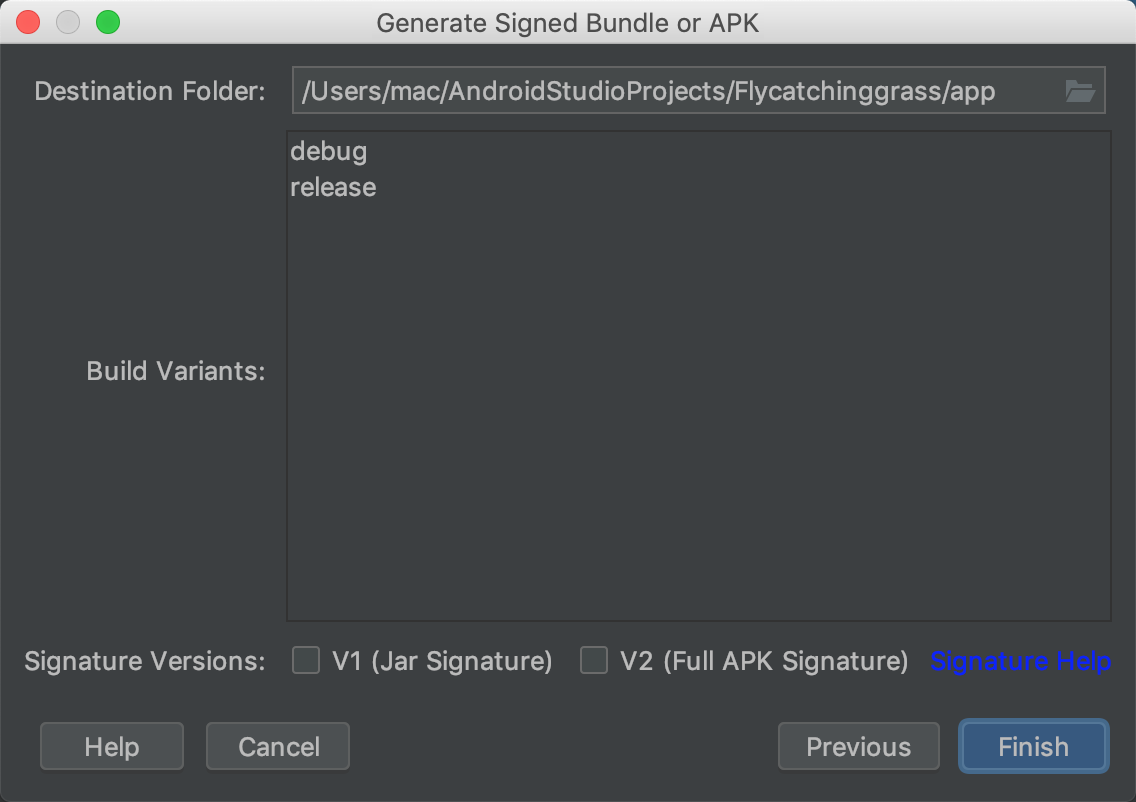 Generate Signed Bundle or APK
Destination Folder: /Users/mac/AndroidStudioProjects/Flycatchinggrass/app
debug
release
Build Variants:
Signature Versions: V1 (Jar Signature) V2 (Full APK Signature) Signature Help
Help Cancel Previous Finish